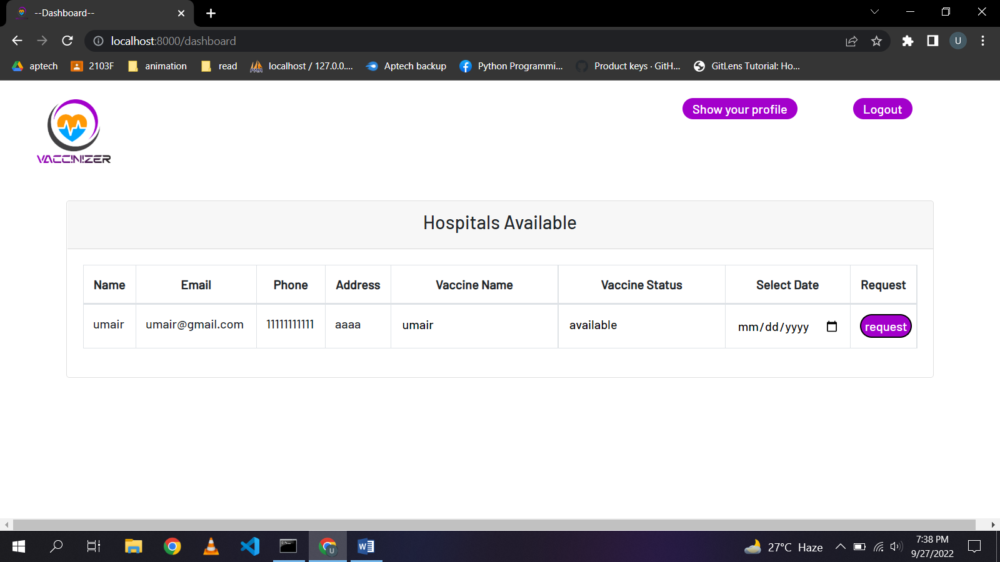 --Dashboard--
localhost:8000/dashboard
U
aptech 2103F animation read localhost / 127.0.0.... Aptech backup Python Programmi... Product keys · GitH... GitLens Tutorial: Ho...
Show your profile Logout
VACCINIZER
Hospitals Available
Name Email Phone Address Vaccine Name Vaccine Status Select Date Request
umair umair@gmail.com 11111111111 aaaa umair available mm/dd/yyyy request
27°C Haze
7:38 PM
9/27/2022